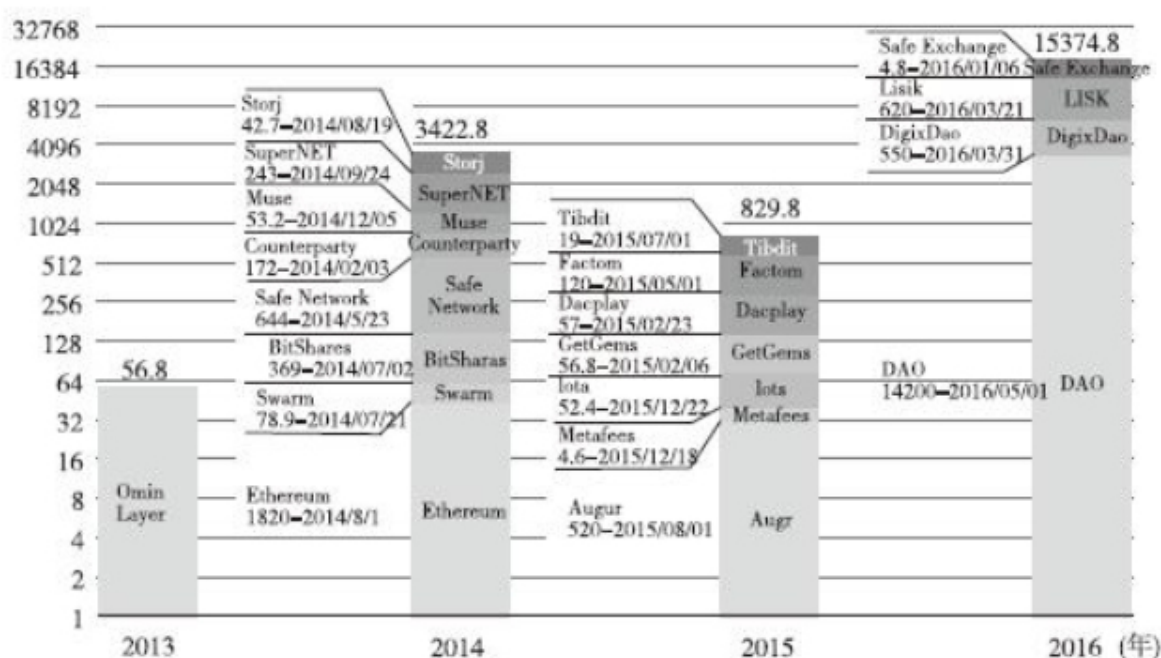 32768
16384
8192
4096
2048
1024
512
256
128
64
32
16
8
4
2
1
56.8
Omin
Layer
2013
Storj
42.7–2014/08/19
SuperNET
243–2014/09/24
Muse
53.2–2014/12/05
Counterparty
172–2014/02/03
Safe Network
644–2014/5/23
BitShares
369–2014/07/02
Swarm
78.9–2014/07/21
Ethereum
1820–2014/8/1
3422.8
Storj
SuperNET
Muse
Counterparty
Safe
Network
BitSharas
Swarm
Ethereum
2014
Tibdit
19–2015/07/01
Factom
120–2015/05/01
Dacplay
57–2015/02/23
GetGems
56.8–2015/02/06
Iota
52.4–2015/12/22
Metafees
4.6–2015/12/18
Augur
520–2015/08/01
829.8
Tibdit
Factom
Dacplay
GetGems
Iots
Metafees
Augr
2015
Safe Exchange
4.8–2016/01/06
Lisik
620–2016/03/21
DigixDao
550–2016/03/31
DAO
14200–2016/05/01
15374.8
Safe Exchange
LISK
DigixDao
DAO
2016 (年)